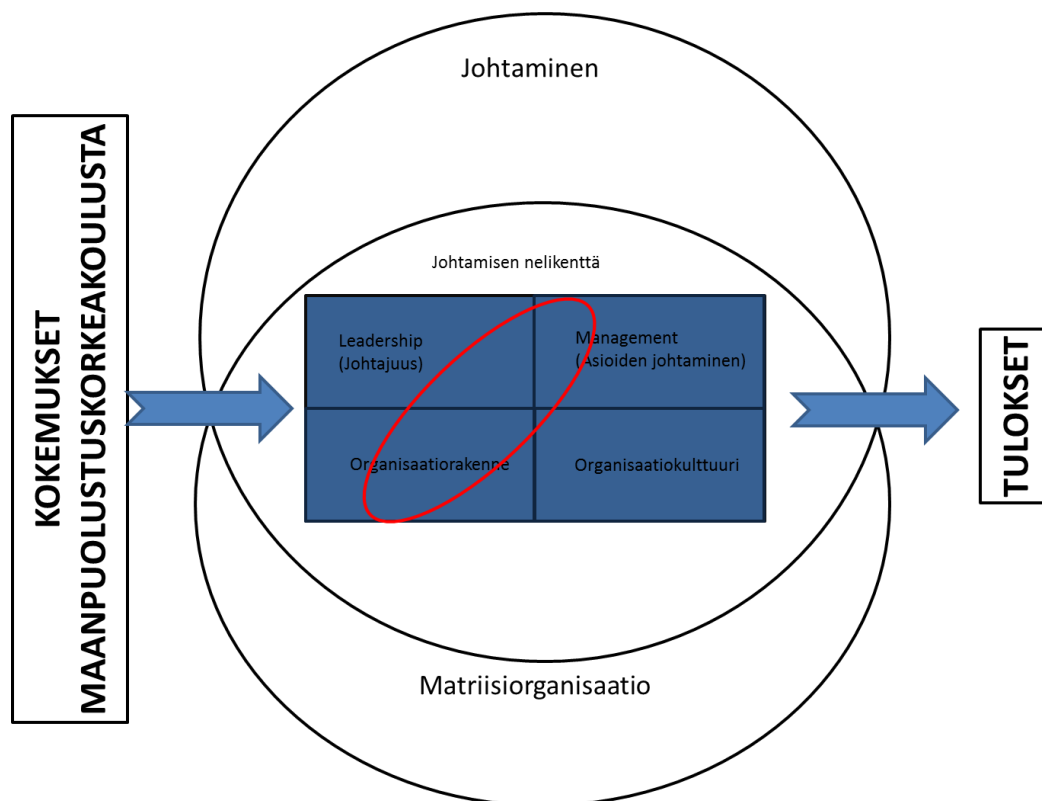 Johtaminen
KOKEMUKSET
MAANPUOLUSTUSKORKEAKOULUSTA
Johtamisen nelikenttä
Leadership
(Johtajuus)
Management
(Asioiden johtaminen)
Organisaatiorakenne
Organisaatiokulttuuri
TULOKSET
Matriisiorganisaatio